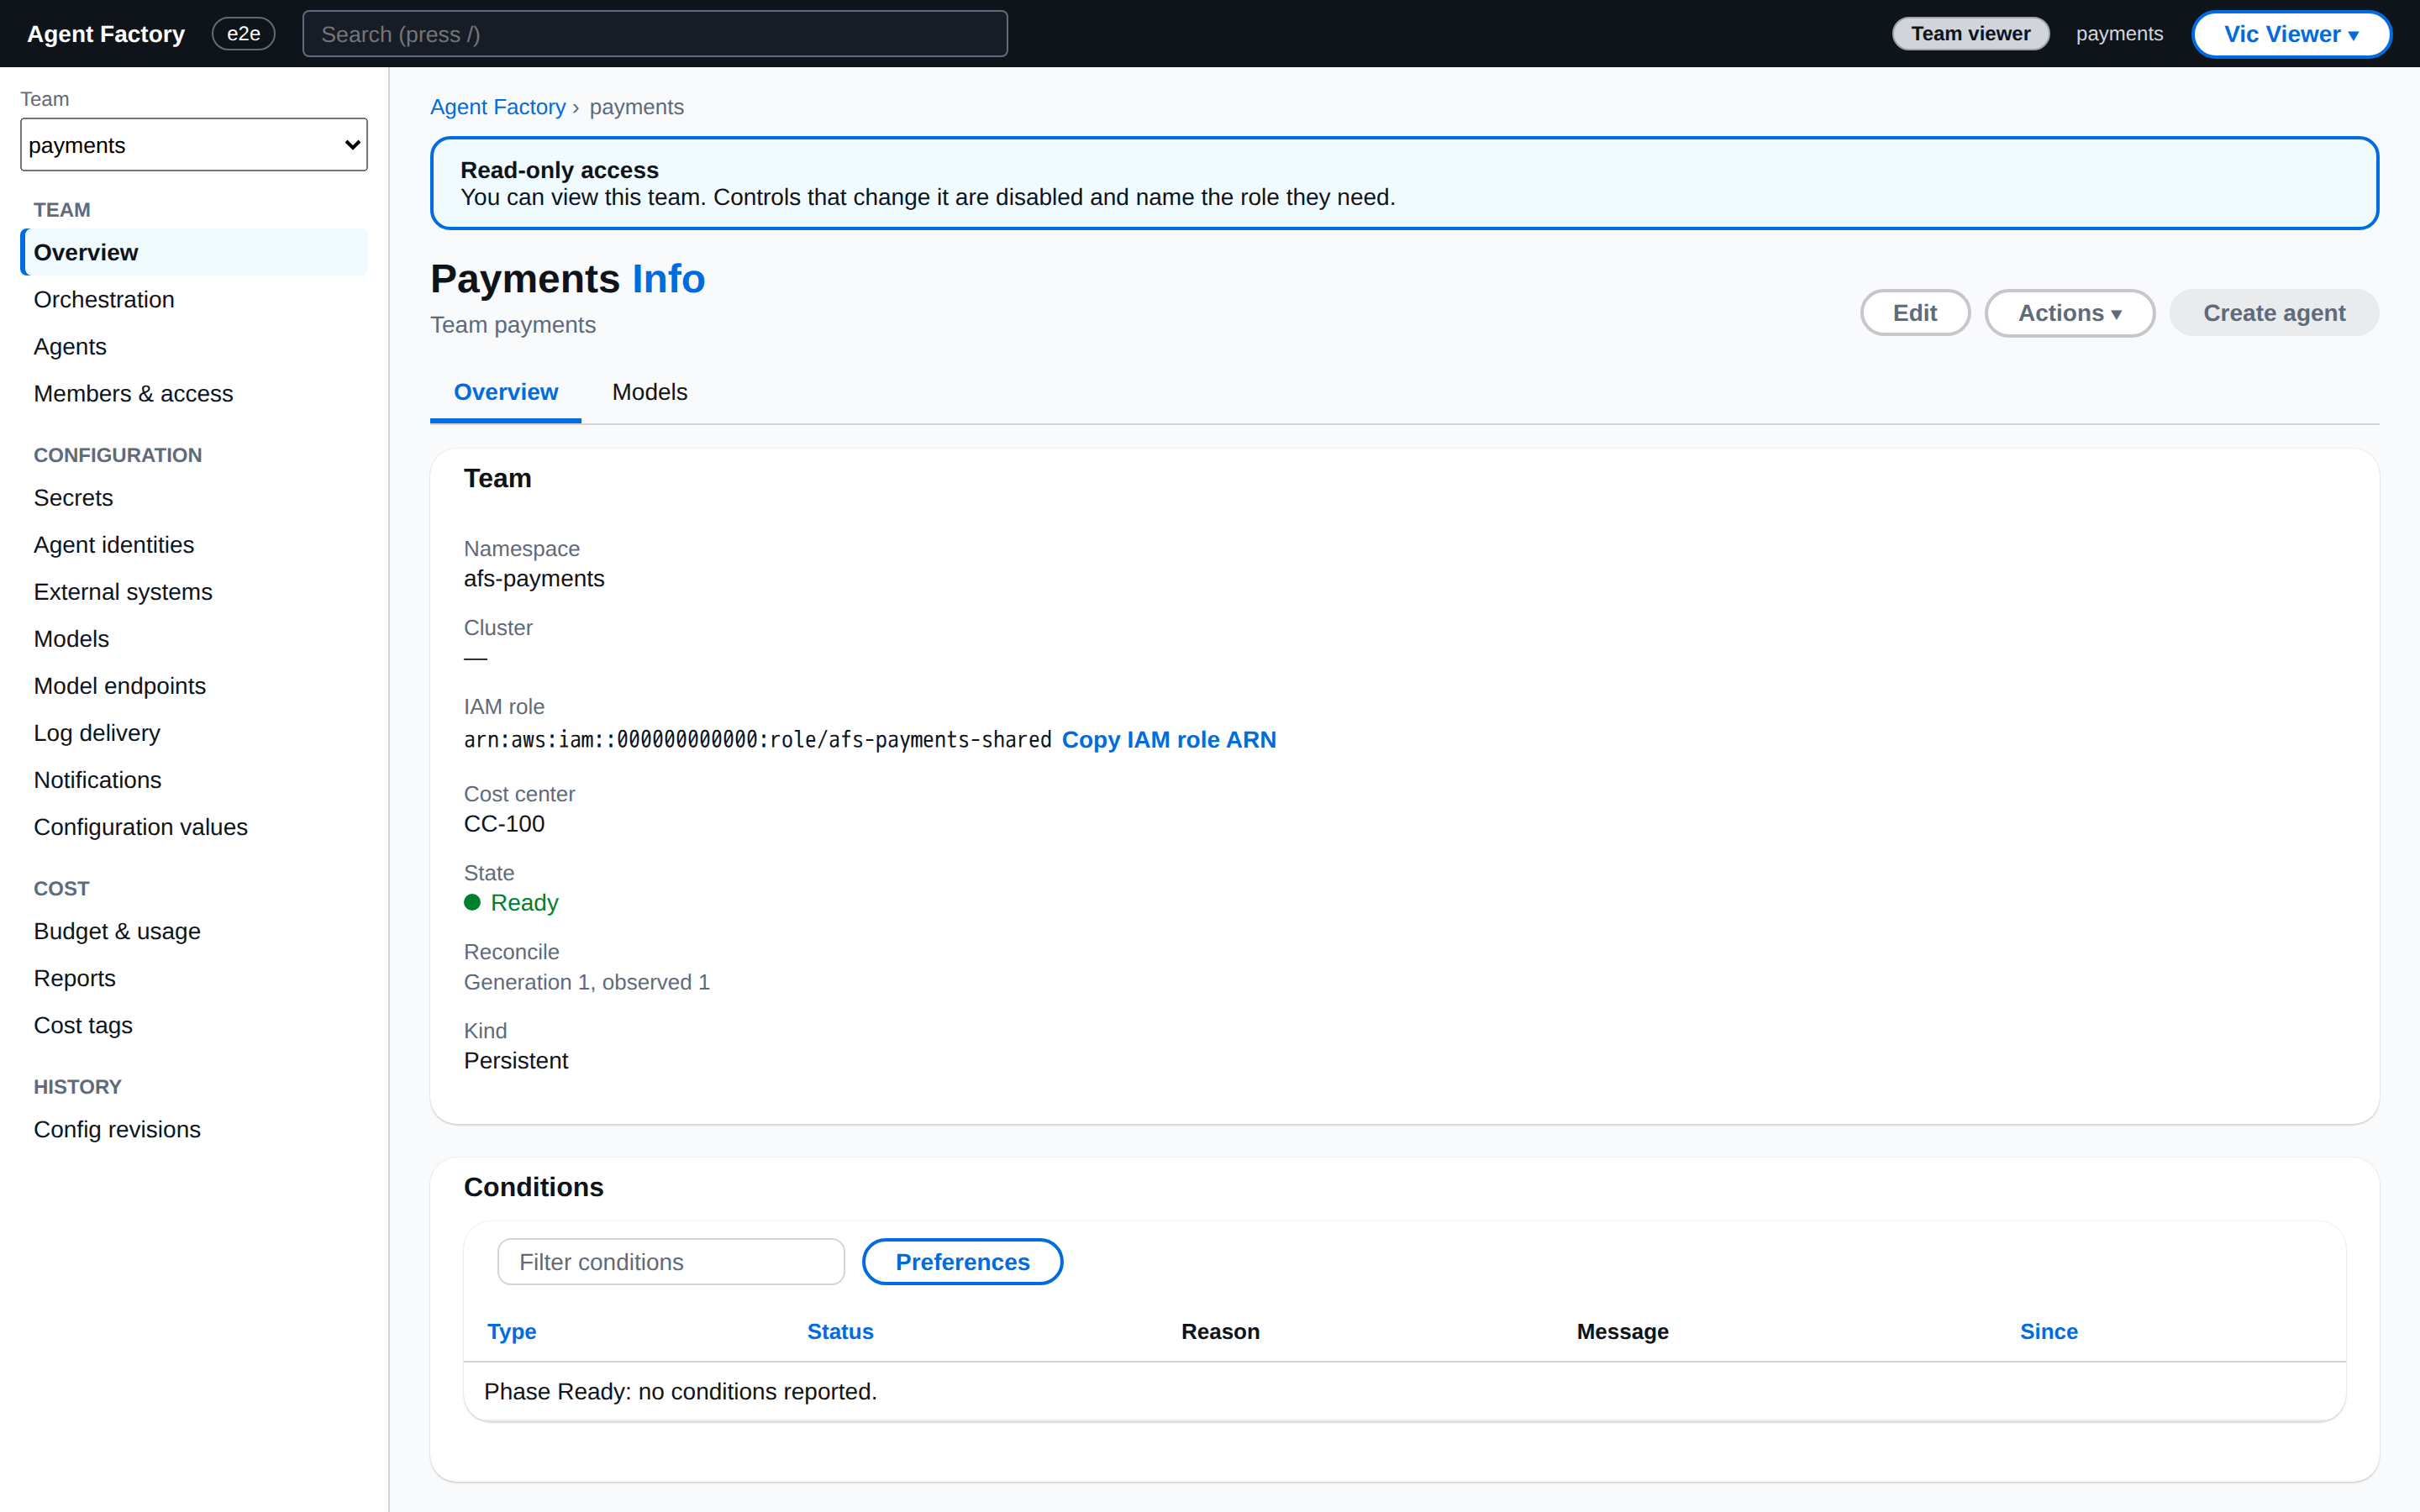 Agent Factory
e2e
Search (press /)
Team viewer
payments
Vic Viewer ▾
Team
payments
TEAM
Overview
Orchestration
Agents
Members & access
CONFIGURATION
Secrets
Agent identities
External systems
Models
Model endpoints
Log delivery
Notifications
Configuration values
COST
Budget & usage
Reports
Cost tags
HISTORY
Config revisions
Agent Factory › payments
Read-only access
You can view this team. Controls that change it are disabled and name the role they need.
Payments Info
Team payments
Edit
Actions ▾
Create agent
Overview
Models
Team
Namespace
afs-payments
Cluster
—
IAM role
arn:aws:iam::000000000000:role/afs-payments-shared Copy IAM role ARN
Cost center
CC-100
State
Ready
Reconcile
Generation 1, observed 1
Kind
Persistent
Conditions
Filter conditions
Preferences
Type Status Reason Message Since
Phase Ready: no conditions reported.